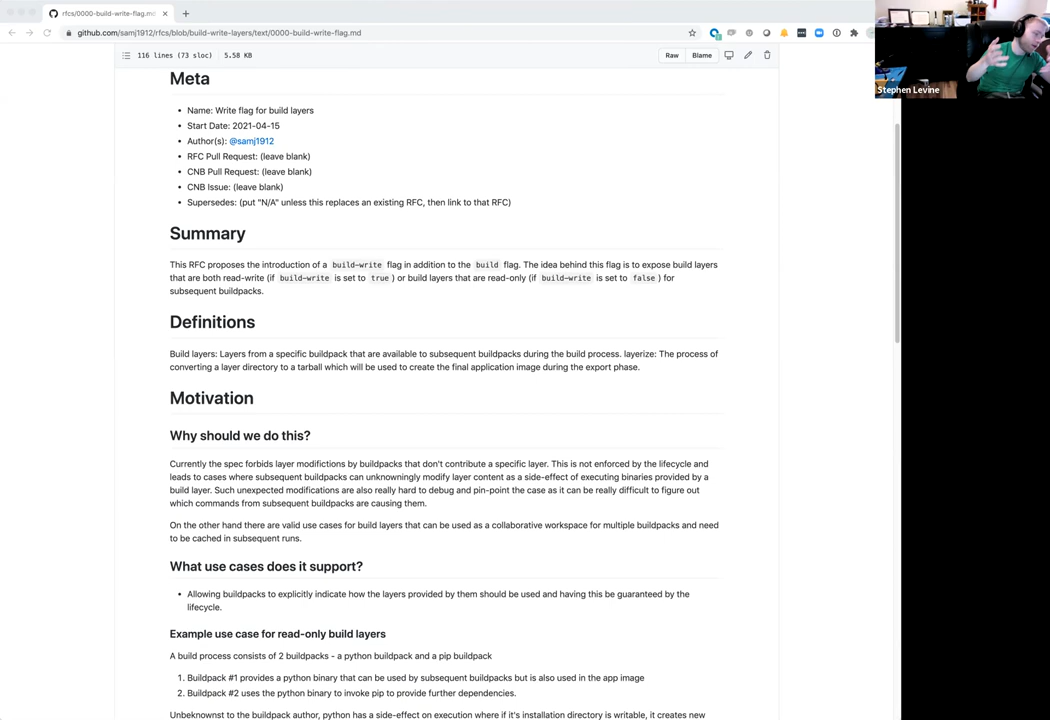 rfcs/0000-build-write-flag.md
github.com/samj1912/rfcs/blob/build-write-layers/text/0000-build-write-flag.md
Stephen Levine
116 lines (73 sloc) 5.58 KB
Raw
Blame
Meta
• Name: Write flag for build layers
• Start Date: 2021-04-15
• Author(s): @samj1912
• RFC Pull Request: (leave blank)
• CNB Pull Request: (leave blank)
• CNB Issue: (leave blank)
• Supersedes: (put "N/A" unless this replaces an existing RFC, then link to that RFC)
Summary
This RFC proposes the introduction of a build-write flag in addition to the build flag. The idea behind this flag is to expose build layers
that are both read-write (if build-write is set to true ) or build layers that are read-only (if build-write is set to false ) for
subsequent buildpacks.
Definitions
Build layers: Layers from a specific buildpack that are available to subsequent buildpacks during the build process. layerize: The process of
converting a layer directory to a tarball which will be used to create the final application image during the export phase.
Motivation
Why should we do this?
Currently the spec forbids layer modifictions by buildpacks that don't contribute a specific layer. This is not enforced by the lifecycle and
leads to cases where subsequent buildpacks can unknowningly modify layer content as a side-effect of executing binaries provided by a
build layer. Such unexpected modifications are also really hard to debug and pin-point the case as it can be really difficult to figure out
which commands from subsequent buildpacks are causing them.
On the other hand there are valid use cases for build layers that can be used as a collaborative workspace for multiple buildpacks and need
to be cached in subsequent runs.
What use cases does it support?
• Allowing buildpacks to explicitly indicate how the layers provided by them should be used and having this be guaranteed by the
lifecycle.
Example use case for read-only build layers
A build process consists of 2 buildpacks - a python buildpack and a pip buildpack
1. Buildpack #1 provides a python binary that can be used by subsequent buildpacks but is also used in the app image
2. Buildpack #2 uses the python binary to invoke pip to provide further dependencies.
Unbeknownst to the buildpack author, python has a side-effect on execution where if it's installation directory is writable, it creates new